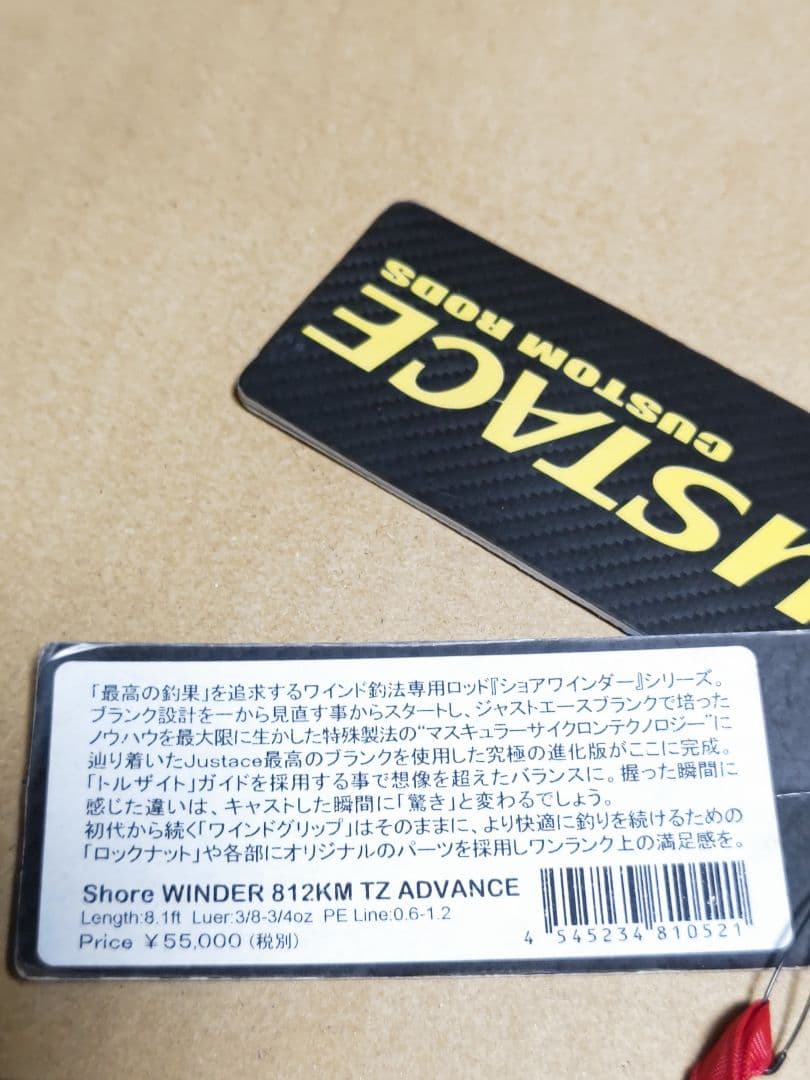 JUSTACE
CUSTOM RODS
「最高の釣果」を追求するワインド釣法専用ロッド『ショアワインダー』シリーズ。
ブランク設計を一から見直す事からスタートし、ジャストエースブランクで培った
ノウハウを最大限に生かした特殊製法の“マスキュラーサイクロンテクノロジー”に
辿り着いたJustace最高のブランクを使用した究極の進化版がここに完成。
「トルザイト」ガイドを採用する事で想像を超えたバランスに。握った瞬間に
感じた違いは、キャストした瞬間に「驚き」と変わるでしょう。
初代から続く「ワインドグリップ」はそのままに、より快適に釣りを続けるための
「ロックナット」や各部にオリジナルのパーツを採用しワンランク上の満足感を。
Shore WINDER 812KM TZ ADVANCE
Length:8.1ft Luer:3/8-3/4oz PE Line:0.6-1.2
Price ¥55,000(税別)
4 545234 810521